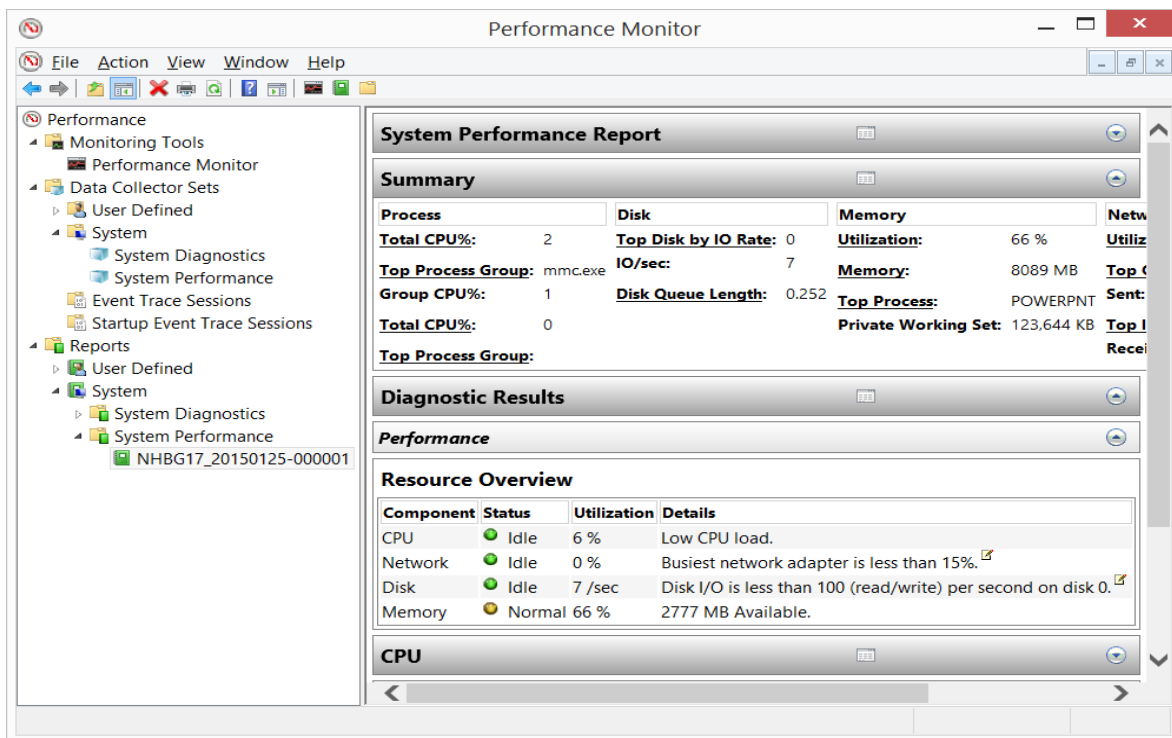 Performance Monitor
File Action View Window Help
Performance
Monitoring Tools
Performance Monitor
Data Collector Sets
User Defined
System
System Diagnostics
System Performance
Event Trace Sessions
Startup Event Trace Sessions
Reports
User Defined
System
System Diagnostics
System Performance
NHBG17_20150125-000001
System Performance Report
Summary
Process Disk Memory Netw
Total CPU%: 2 Top Disk by IO Rate: 0 Utilization: 66 % Utiliz
Top Process Group: mmc.exe IO/sec: 7 Memory: 8089 MB Top
Group CPU%: 1 Disk Queue Length: 0.252 Top Process: POWERPNT Sent:
Total CPU%: 0 Private Working Set: 123,644 KB Top
Top Process Group: Recei
Diagnostic Results
Performance
Resource Overview
Component Status Utilization Details
CPU Idle 6 % Low CPU load.
Network Idle 0 % Busiest network adapter is less than 15%.
Disk Idle 7 /sec Disk I/O is less than 100 (read/write) per second on disk 0.
Memory Normal 66 % 2777 MB Available.
CPU